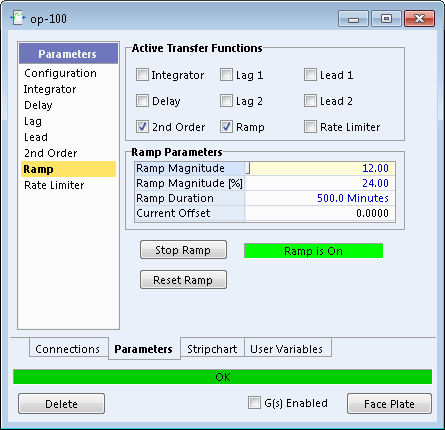 op-100
Parameters
Configuration
Integrator
Delay
Lag
Lead
2nd Order
Ramp
Rate Limiter
Active Transfer Functions
Integrator Lag 1 Lead 1
Delay Lag 2 Lead 2
2nd Order Ramp Rate Limiter
Ramp Parameters
Ramp Magnitude 12.00
Ramp Magnitude [%] 24.00
Ramp Duration 500.0 Minutes
Current Offset 0.0000
Stop Ramp Ramp is On
Reset Ramp
Connections Parameters Stripchart User Variables
OK
Delete G(s) Enabled Face Plate